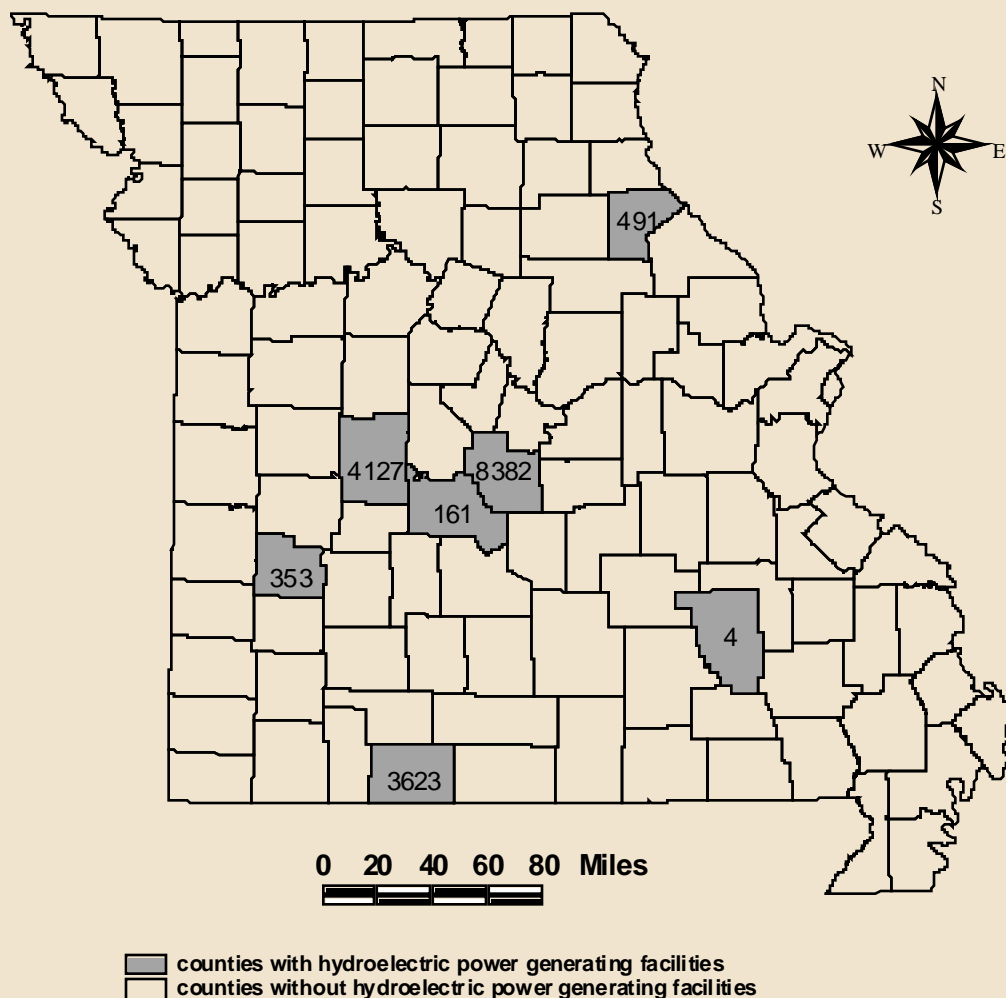 N
W E
S
491
4127 8382
161
353
4
3623
0 20 40 60 80 Miles
counties with hydroelectric power generating facilities
counties without hydroelectric power generating facilities